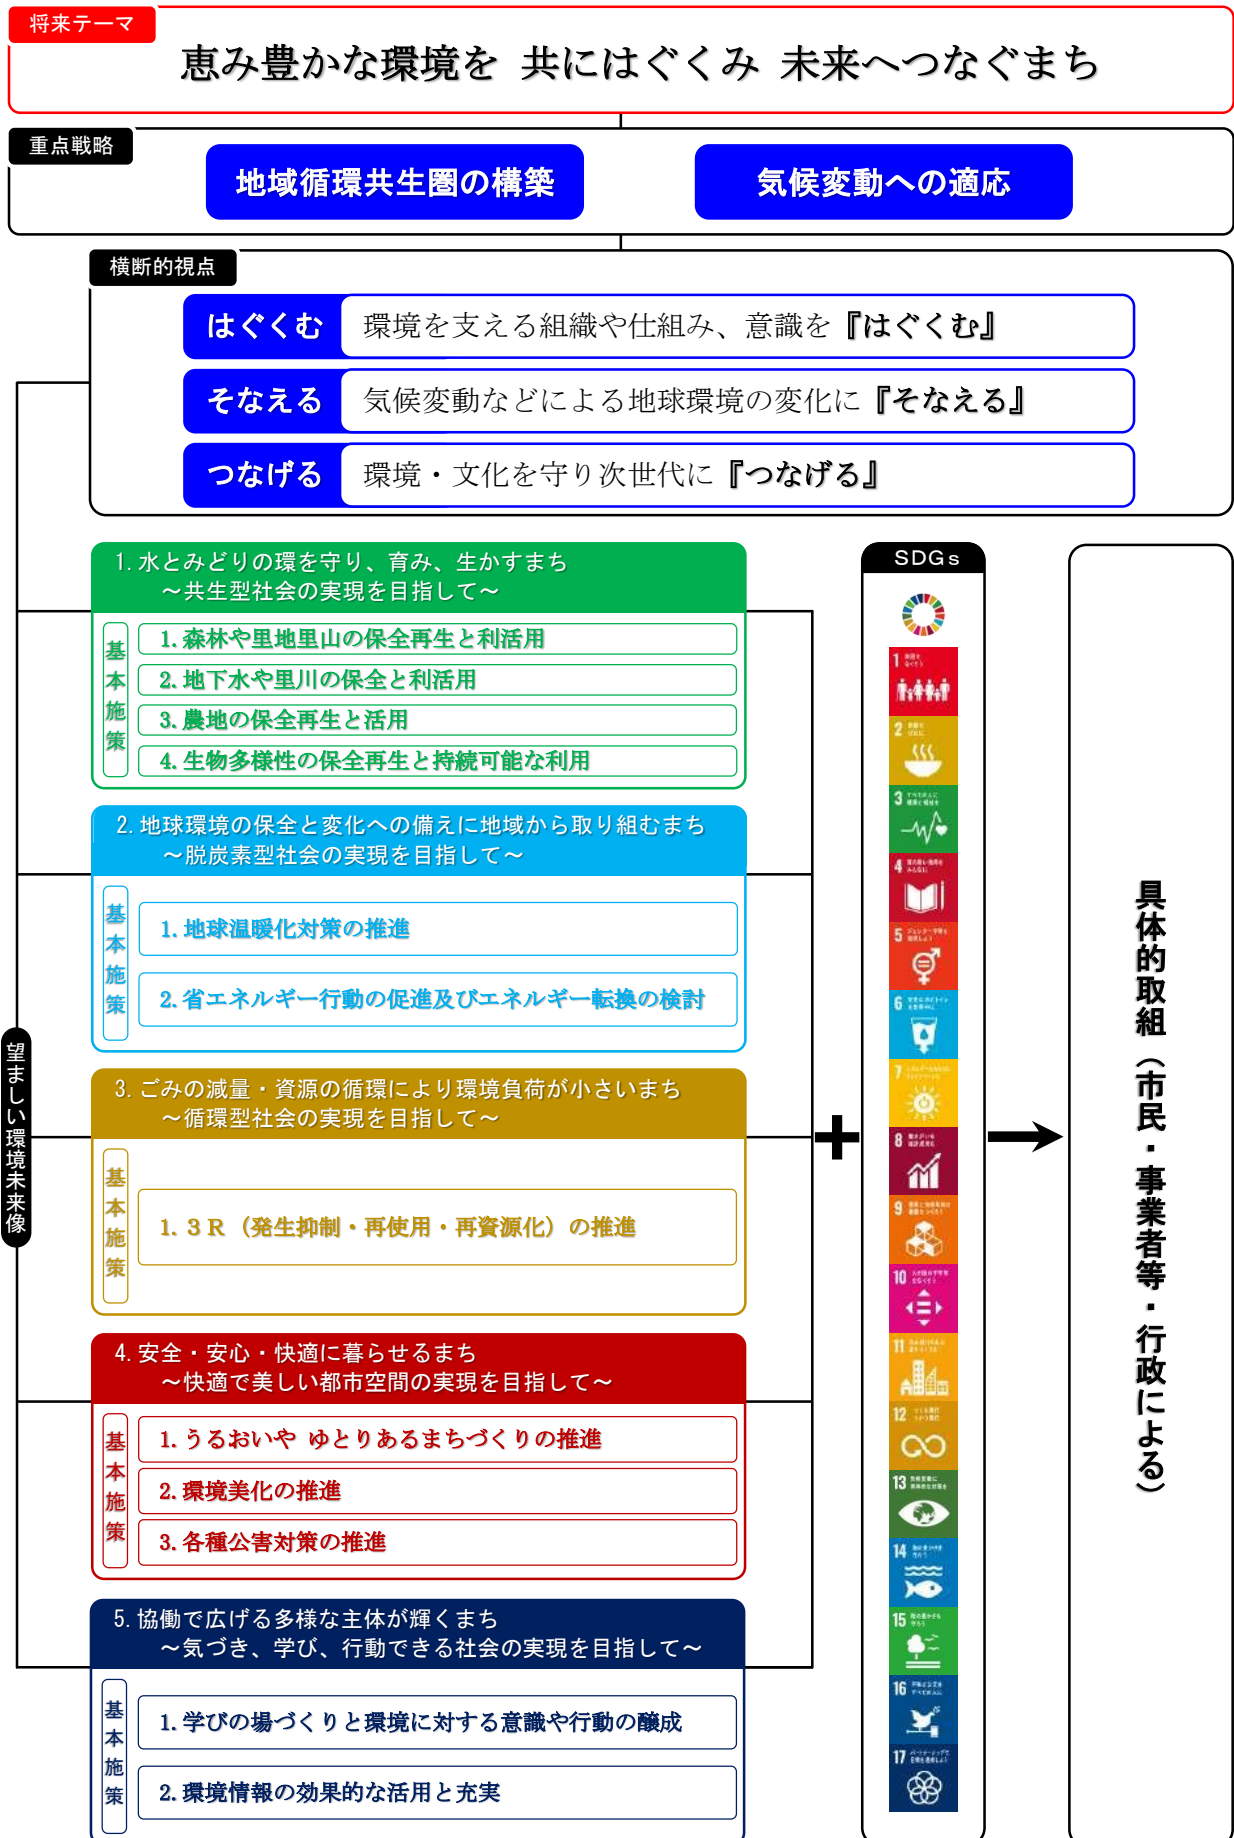 将来テーマ
恵み豊かな環境を 共にはぐくみ 未来へつなぐまち
重点戦略
地域循環共生圏の構築
気候変動への適応
横断的視点
はぐくむ
環境を支える組織や仕組み、意識を『はぐくむ』
そなえる
気候変動などによる地球環境の変化に『そなえる』
つなげる
環境・文化を守り次世代に『つなげる』
望ましい環境未来像
1. 水とみどりの環を守り、育み、生かすまち
～共生型社会の実現を目指して～
基本施策
1. 森林や里地里山の保全再生と利活用
2. 地下水や里川の保全と利活用
3. 農地の保全再生と活用
4. 生物多様性の保全再生と持続可能な利用
2. 地球環境の保全と変化への備えに地域から取り組むまち
～脱炭素型社会の実現を目指して～
基本施策
1. 地球温暖化対策の推進
2. 省エネルギー行動の促進及びエネルギー転換の検討
3. ごみの減量・資源の循環により環境負荷が小さいまち
～循環型社会の実現を目指して～
基本施策
1. ３Ｒ（発生抑制・再使用・再資源化）の推進
4. 安全・安心・快適に暮らせるまち
～快適で美しい都市空間の実現を目指して～
基本施策
1. うるおいや ゆとりあるまちづくりの推進
2. 環境美化の推進
3. 各種公害対策の推進
5. 協働で広げる多様な主体が輝くまち
～気づき、学び、行動できる社会の実現を目指して～
基本施策
1. 学びの場づくりと環境に対する意識や行動の醸成
2. 環境情報の効果的な活用と充実
SDGs
1
2
3
4
5
6
7
8
9
10
11
12
13
14
15
16
17
具体的取組（市民・事業者等・行政による）